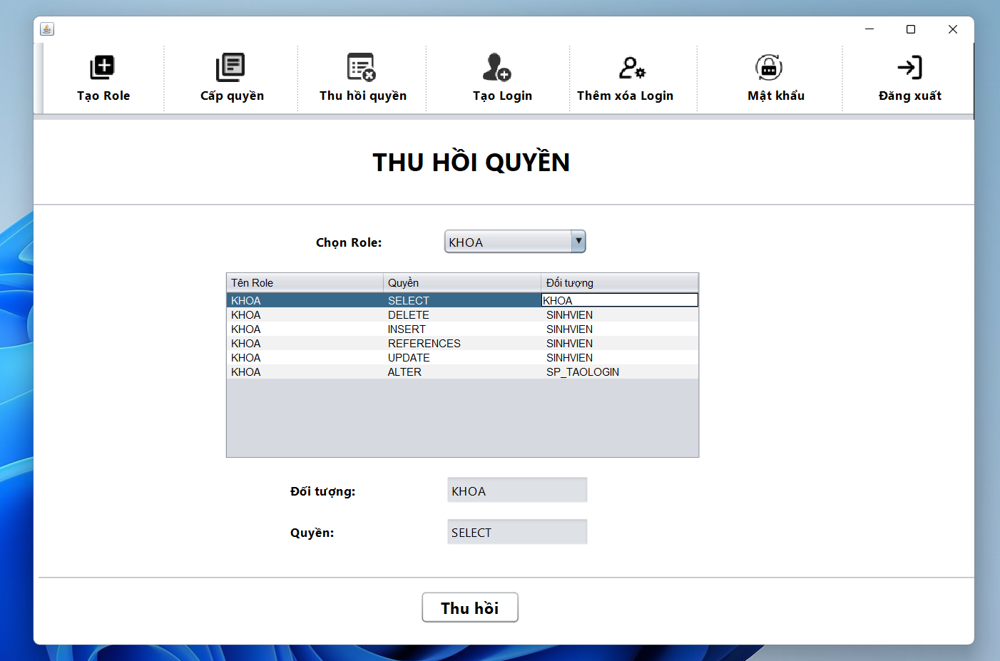 Tạo Role Cấp quyền Thu hồi quyền Tạo Login Thêm xóa Login Mật khẩu Đăng xuất
THU HỒI QUYỀN
Chọn Role: KHOA
Tên Role Quyền Đối tượng
KHOA SELECT KHOA
KHOA DELETE SINHVIEN
KHOA INSERT SINHVIEN
KHOA REFERENCES SINHVIEN
KHOA UPDATE SINHVIEN
KHOA ALTER SP_TAOLOGIN
Đối tượng: KHOA
Quyền: SELECT
Thu hồi